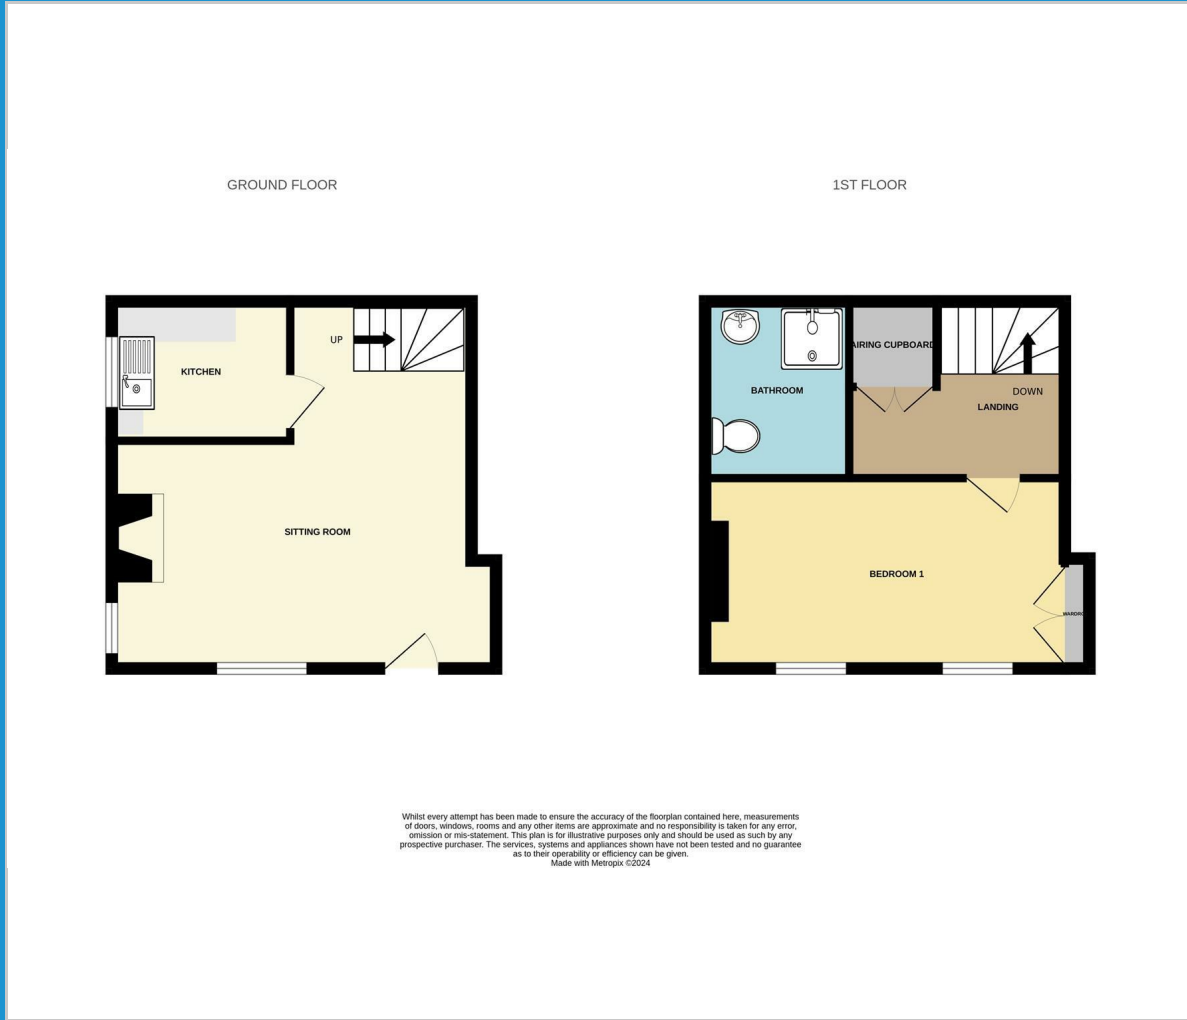 GROUND FLOOR
1ST FLOOR
UP
KITCHEN
SITTING ROOM
AIRING CUPBOARD
BATHROOM
DOWN
LANDING
BEDROOM 1
WARDRO
Whilst every attempt has been made to ensure the accuracy of the floorplan contained here, measurements
of doors, windows, rooms and any other items are approximate and no responsibility is taken for any error,
omission or mis-statement. This plan is for illustrative purposes only and should be used as such by any
prospective purchaser. The services, systems and appliances shown have not been tested and no guarantee
as to their operability or efficiency can be given.
Made with Metropix ©2024